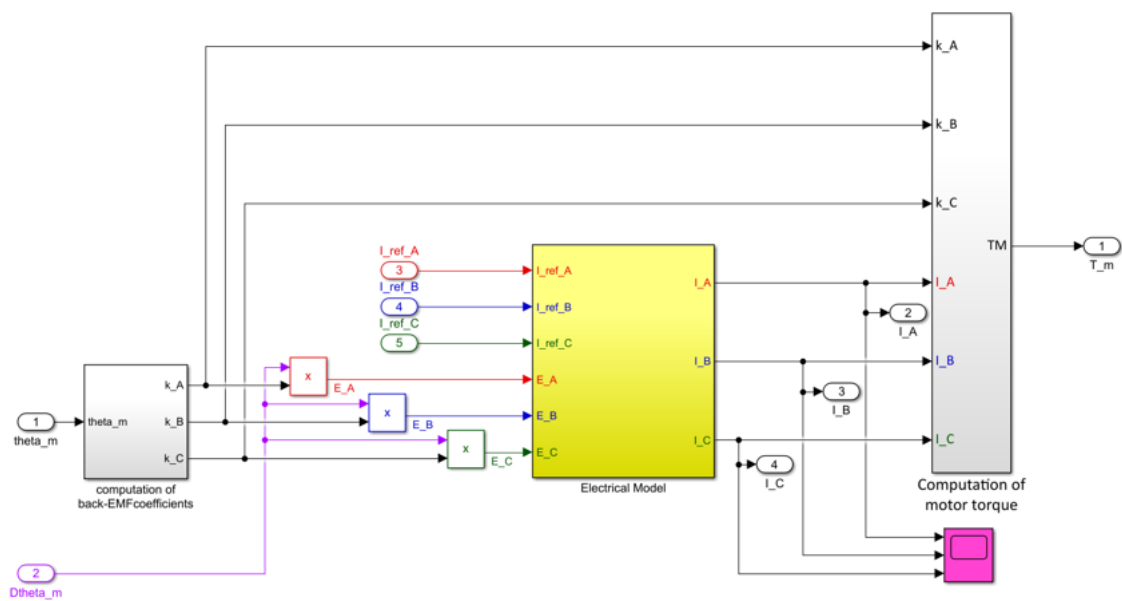 k_A
k_B
k_C
TM
1
T_m
I_ref_A
3
I_ref_A
I_A
I_A
I_ref_B
4
I_ref_B
2
I_A
I_ref_C
5
I_ref_C
I_B
I_B
k_A
x
E_A
E_A
3
I_B
1
theta_m
theta_m
k_B
x
E_B
E_B
I_C
I_C
k_C
x
E_C
E_C
4
I_C
computation of
back-EMFcoefficients
Electrical Model
Computation of
motor torque
2
Dtheta_m